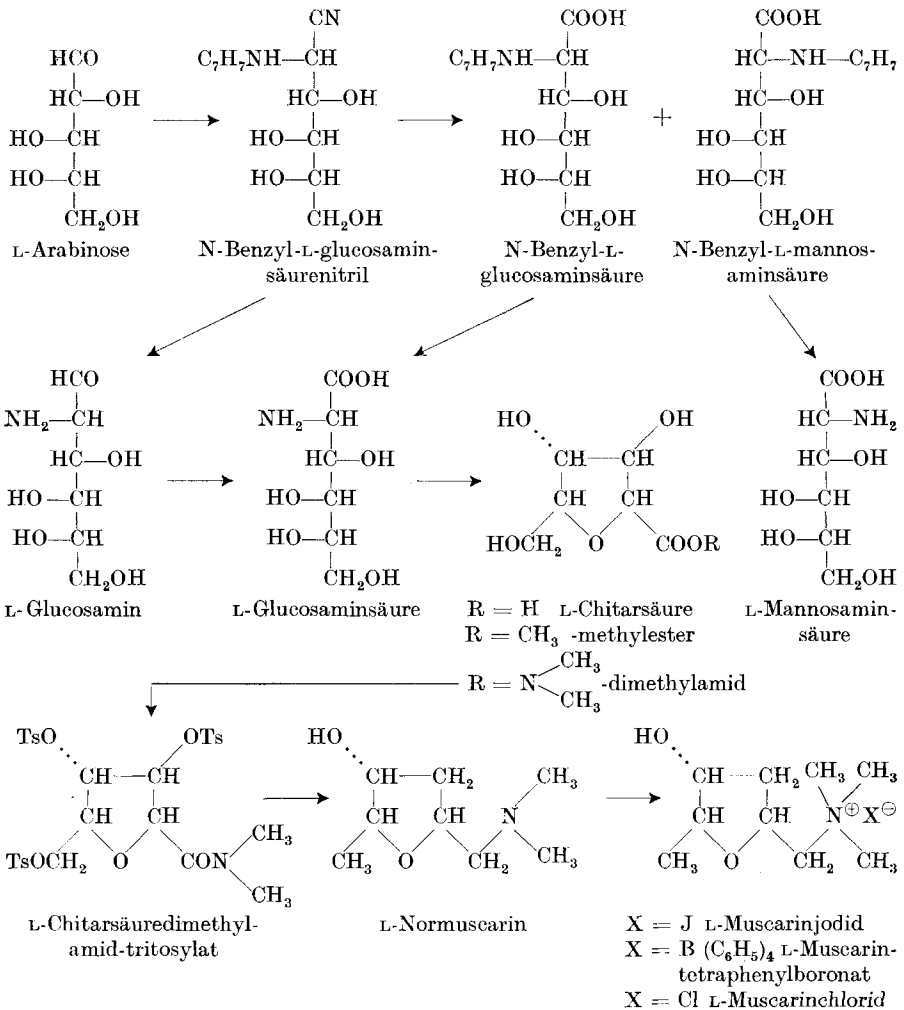 CN COOH COOH
HCO C₇H₇NH—CH C₇H₇NH—CH CH—NH—C₇H₇
HC—OH HC—OH HC—OH HC—OH
HO—CH HO—CH HO—CH + HO—CH
HO—CH HO—CH HO—CH HO—CH
CH₂OH CH₂OH CH₂OH CH₂OH
L-Arabinose N-Benzyl-L-glucosamin- N-Benzyl-L- N-Benzyl-L-mannos-
säurenitril glucosaminsäure aminsäure
HCO COOH COOH
NH₂—CH NH₂—CH HO OH CH—NH₂
HC—OH HC—OH CH—CH HC—OH
HO—CH HO—CH CH CH HO—CH
HO—CH HO—CH HOCH₂ O COOR HO—CH
CH₂OH CH₂OH CH₂OH
L-Glucosamin L-Glucosaminsäure R = H L-Chitarsäure L-Mannosamin-
R = CH₃ -methylester säure
CH₃
R = N -dimethylamid
CH₃
TsO OTs HO HO
CH—CH CH—CH₂ CH₃ CH—CH₂ CH₃ CH₃
CH CH CH CH N CH CH N⊕ X⊖
CH₃
TsOCH₂ O CON CH₃ O CH₂ CH₃ CH₃ O CH₂ CH₃
CH₃
L-Chitarsäuredimethyl- L-Normuscarin X = J L-Muscarinjodid
amid-tritosylat X = B (C₆H₅)₄ L-Muscarin-
tetraphenylboronat
X = Cl L-Muscarinchlorid